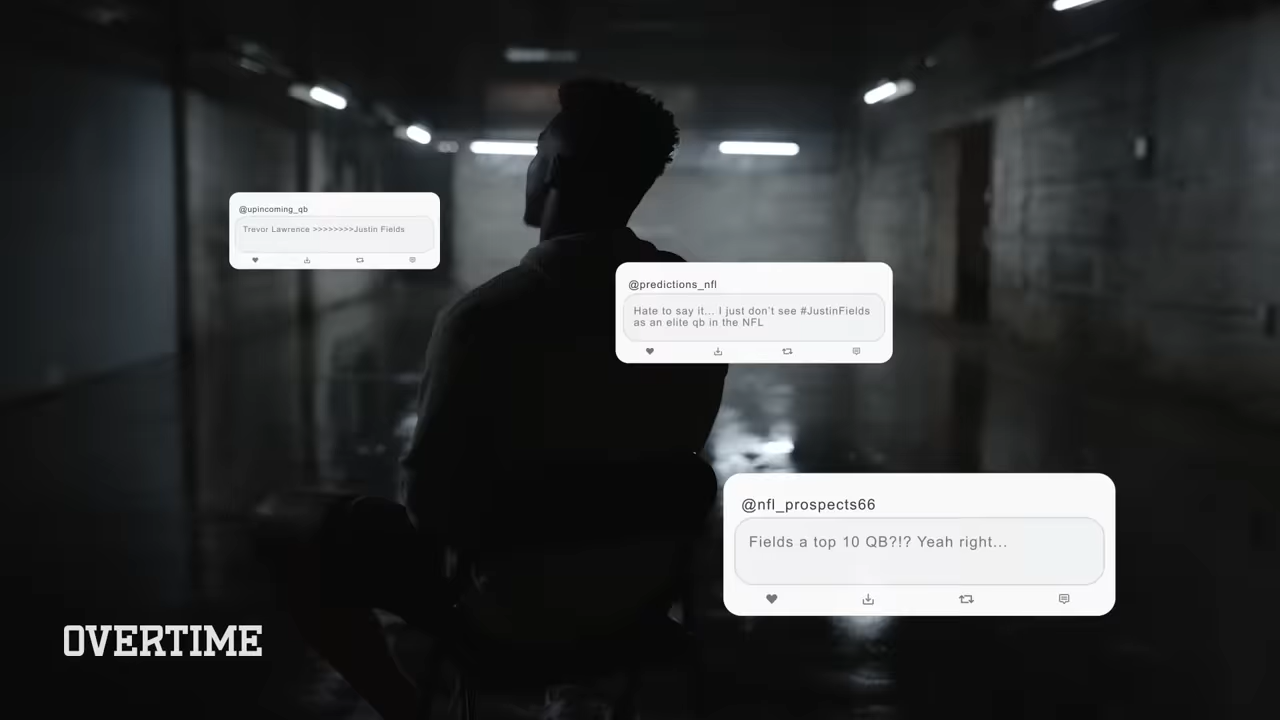 @upincoming_qb
Trevor Lawrence >>>>>>>>Justin Fields
@predictions_nfl
Hate to say it... I just don't see #JustinFields
as an elite qb in the NFL
@nfl_prospects66
Fields a top 10 QB?!? Yeah right...
OVERTIME